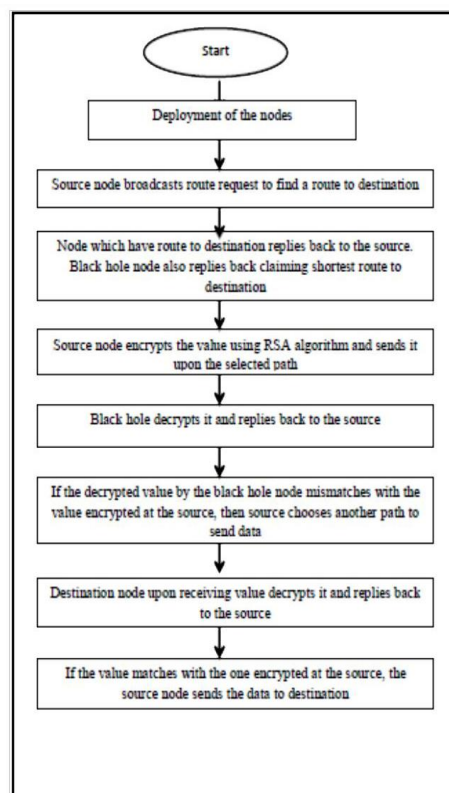 Start
Deployment of the nodes
Source node broadcasts route request to find a route to destination
Node which have route to destination replies back to the source.
Black hole node also replies back claiming shortest route to
destination
Source node encrypts the value using RSA algorithm and sends it
upon the selected path
Black hole decrypts it and replies back to the source
If the decrypted value by the black hole node mismatches with the
value encrypted at the source, then source chooses another path to
send data
Destination node upon receiving value decrypts it and replies back
to the source
If the value matches with the one encrypted at the source, the
source node sends the data to destination